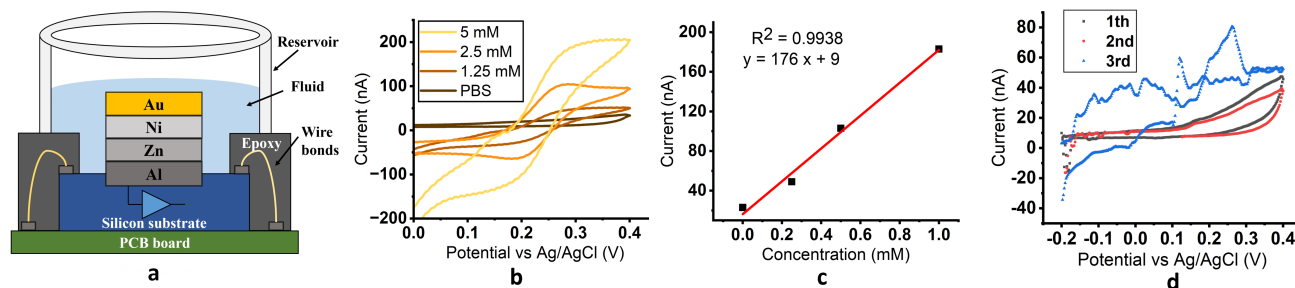 Reservoir
Fluid
Wire
bonds
Au
Ni
Zn
Al
Epoxy
Silicon substrate
PCB board
a
Current (nA)
200
100
0
−100
−200
5 mM
2.5 mM
1.25 mM
PBS
0.0 0.1 0.2 0.3 0.4
Potential vs Ag/AgCl (V)
b
Current (nA)
200
160
120
80
40
R2 = 0.9938
y = 176 x + 9
0.0 0.2 0.4 0.6 0.8 1.0
Concentration (mM)
c
Current (nA)
80
60
40
20
0
−20
−40
1th
2nd
3rd
-0.2 -0.1 0.0 0.1 0.2 0.3 0.4
Potential vs Ag/AgCl (V)
d